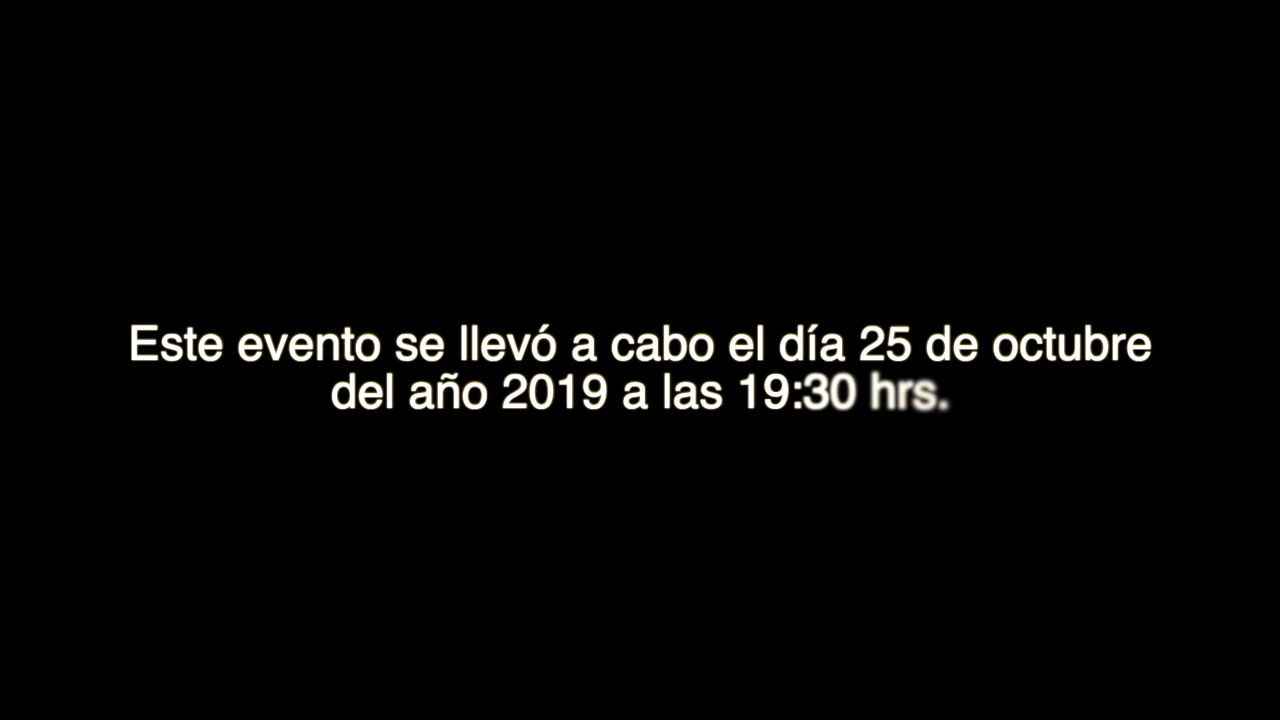 Este evento se llevó a cabo el día 25 de octubre
del año 2019 a las 19:30 hrs.